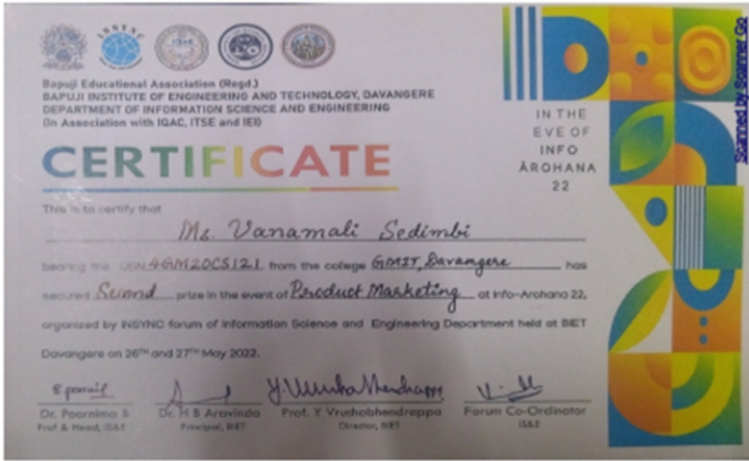 INSYNC
Bapuji Educational Association (Regd.)
BAPUJI INSTITUTE OF ENGINEERING AND TECHNOLOGY, DAVANGERE
DEPARTMENT OF INFORMATION SCIENCE AND ENGINEERING
(In Association with IQAC, ITSE and IEI)
CERTIFICATE
IN THE
EVE OF
INFO
ĀROHANA
22
This is to certify that
Ms. Vanamali Sedimbi
bearing the USN 4GM20CS121 from the college GMIT, Davangere has
secured Second prize in the event of Product Marketing at Info-Arohana 22,
organized by INSYNC forum of Information Science and Engineering Department held at BIET
Davangere on 26TH and 27TH May 2022.
Dr. Poornima B
Prof & Head, IS&E
Dr. H B Aravinda
Principal, BIET
Prof. Y Vrushabhendrappa
Director, BIET
Forum Co-Ordinator
IS&E
Scanned by Scanner Go